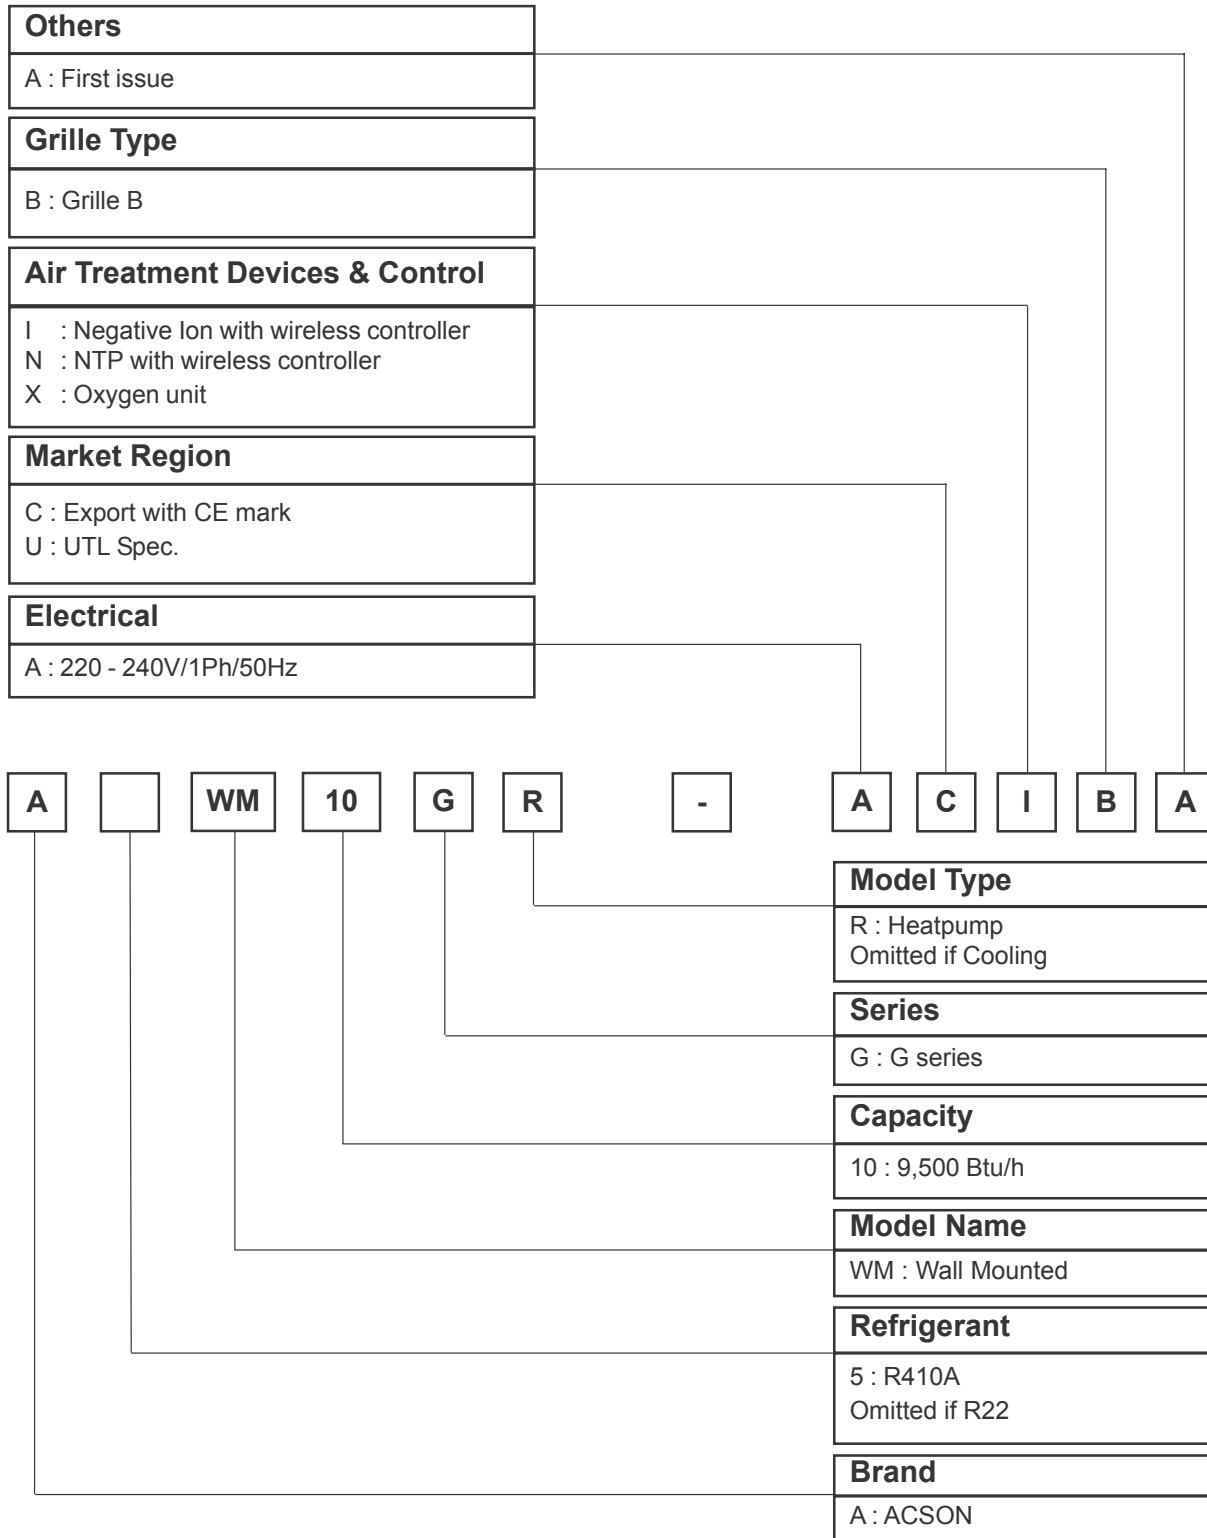 Others
A : First issue
Grille Type
B : Grille B
Air Treatment Devices & Control
I : Negative Ion with wireless controller
N : NTP with wireless controller
X : Oxygen unit
Market Region
C : Export with CE mark
U : UTL Spec.
Electrical
A : 220 - 240V/1Ph/50Hz
A WM 10 G R - A C I B A
Model Type
R : Heatpump
Omitted if Cooling
Series
G : G series
Capacity
10 : 9,500 Btu/h
Model Name
WM : Wall Mounted
Refrigerant
5 : R410A
Omitted if R22
Brand
A : ACSON